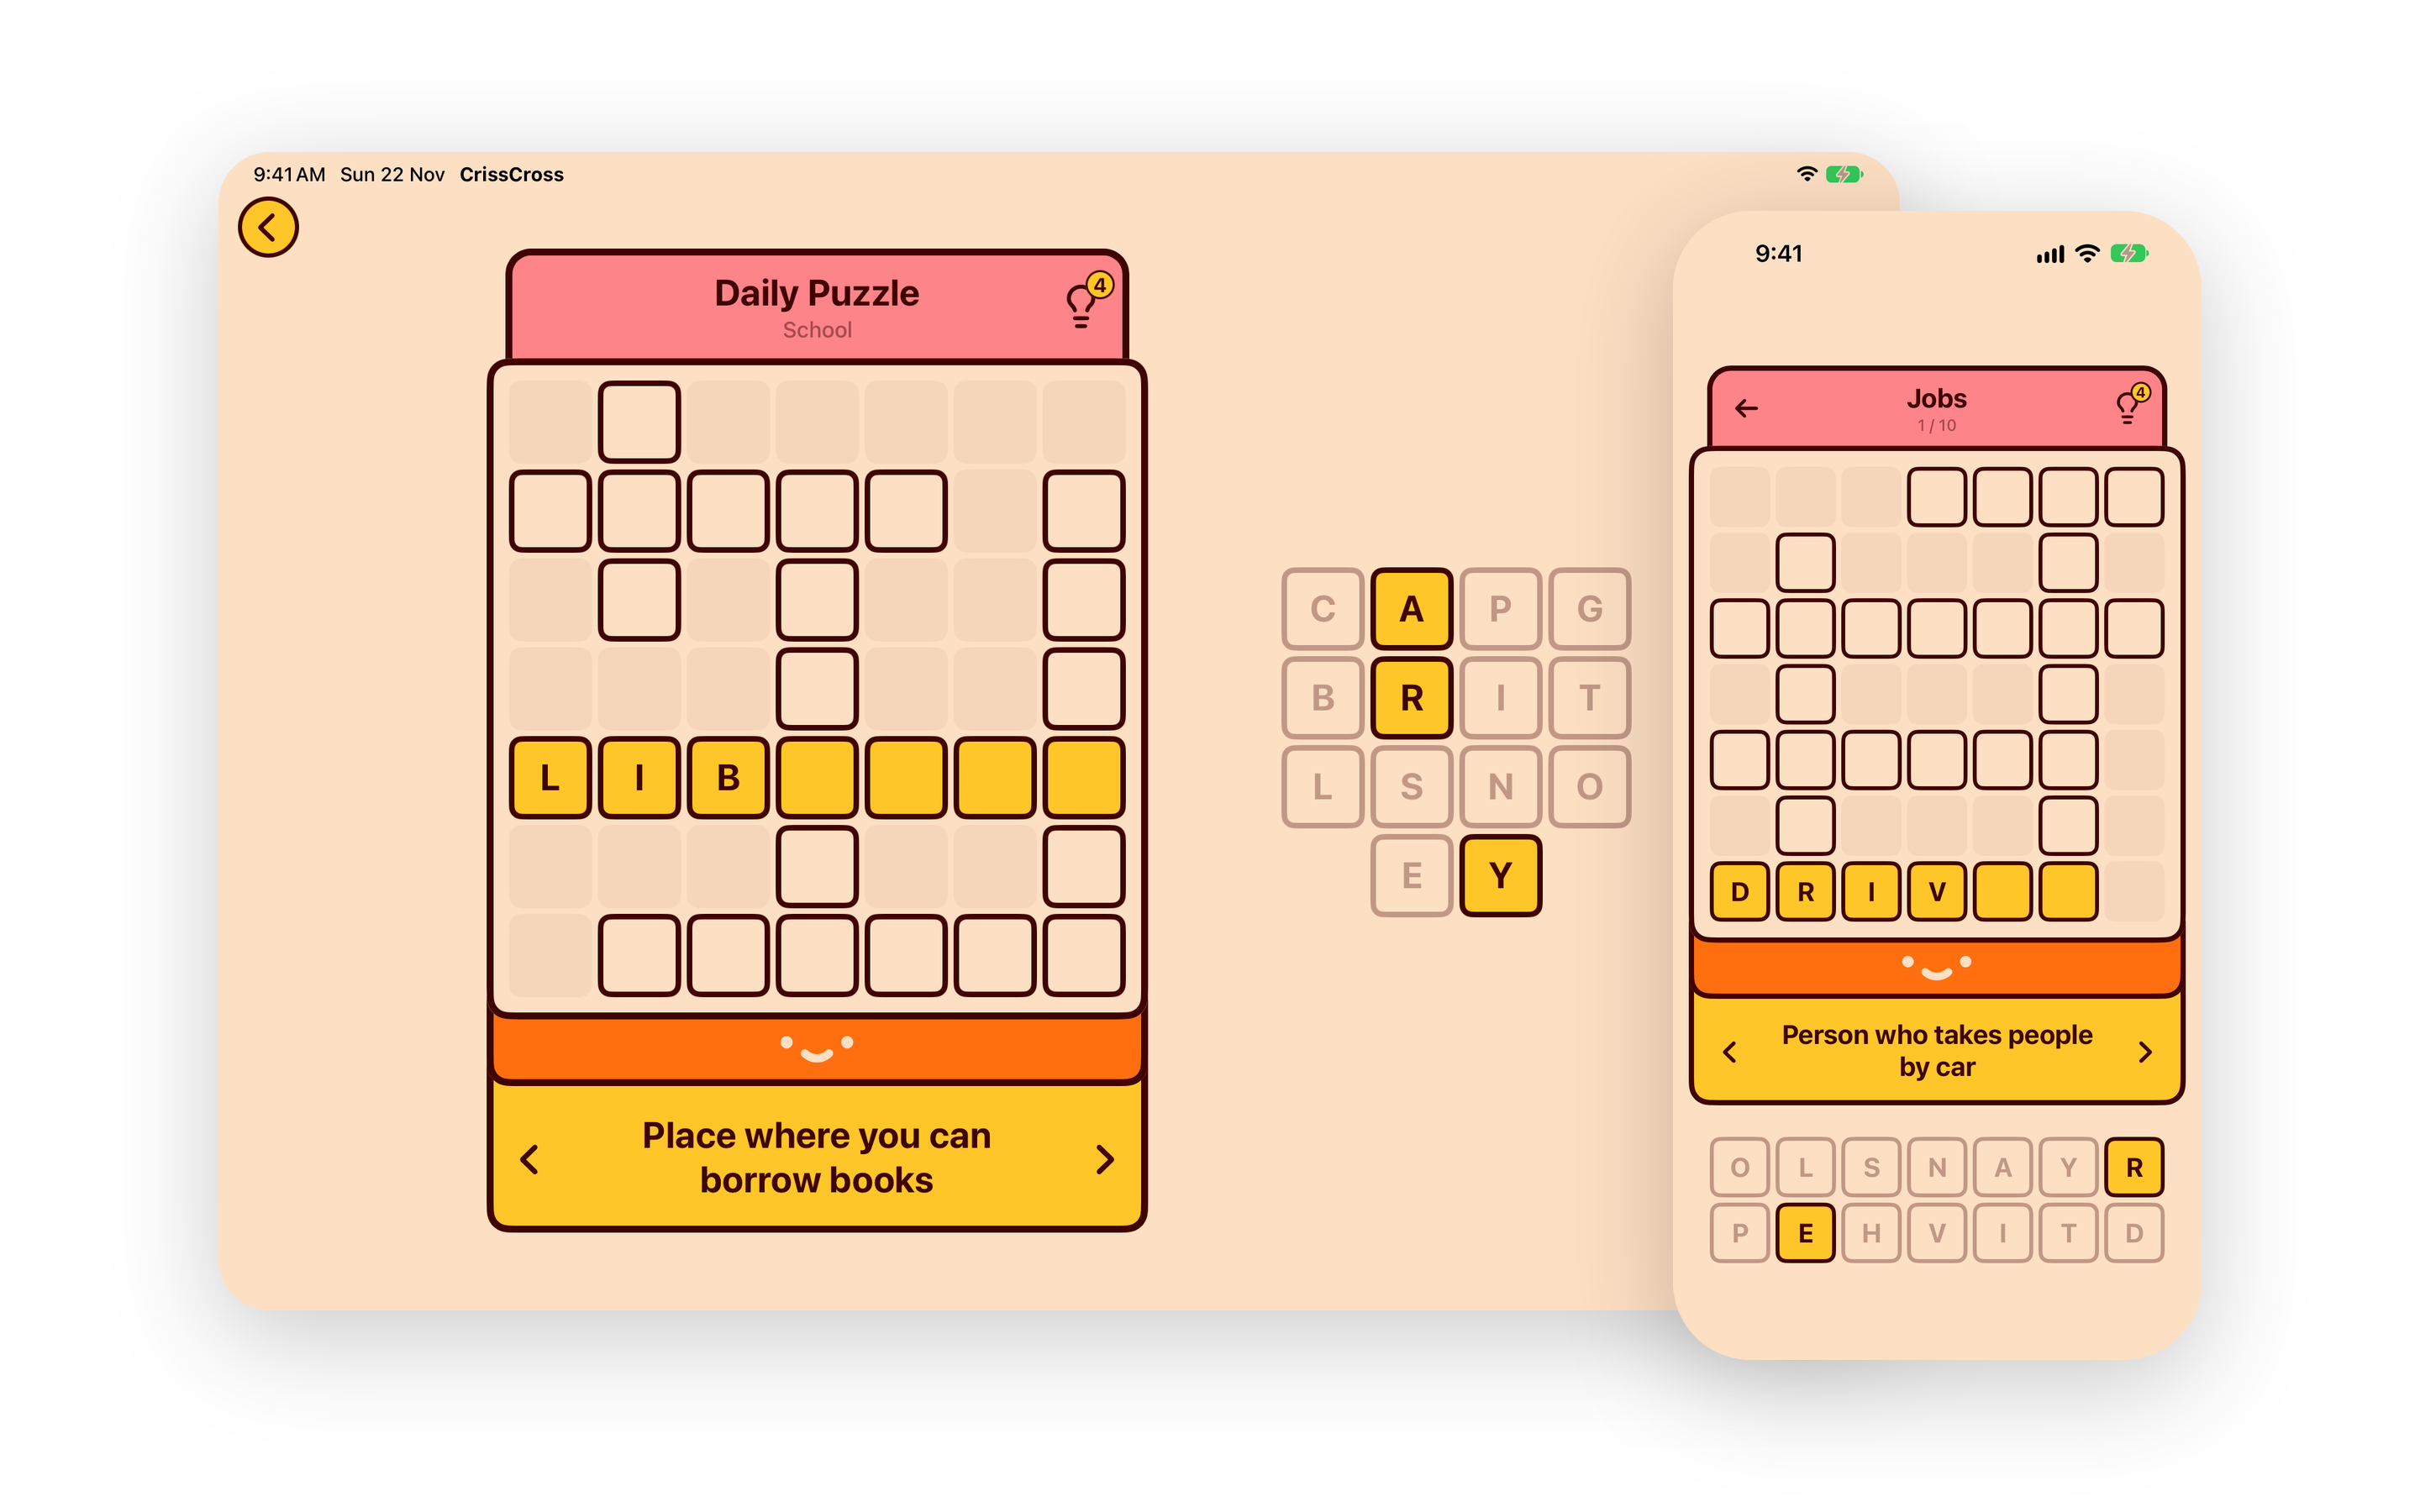 9:41 AM Sun 22 Nov CrissCross
Daily Puzzle
4
School
L I B
Place where you can
borrow books
C A P G
B R I T
L S N O
E Y
9:41
Jobs
4
1 / 10
D R I V
Person who takes people
by car
O L S N A Y R
P E H V I T D